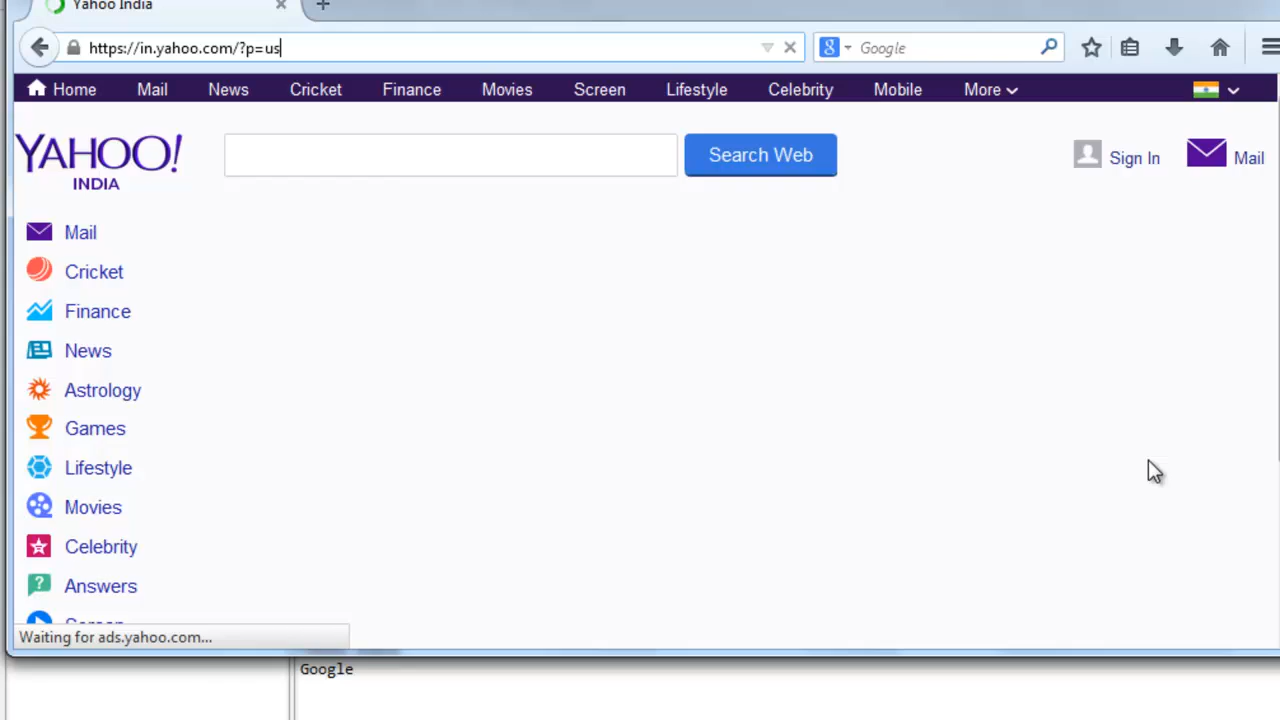 Yahoo India
https://in.yahoo.com/?p=us
Google
Home Mail News Cricket Finance Movies Screen Lifestyle Celebrity Mobile More
YAHOO!
INDIA
Search Web
Sign In
Mail
Mail
Cricket
Finance
News
Astrology
Games
Lifestyle
Movies
Celebrity
Answers
Screen
Waiting for ads.yahoo.com...
Google